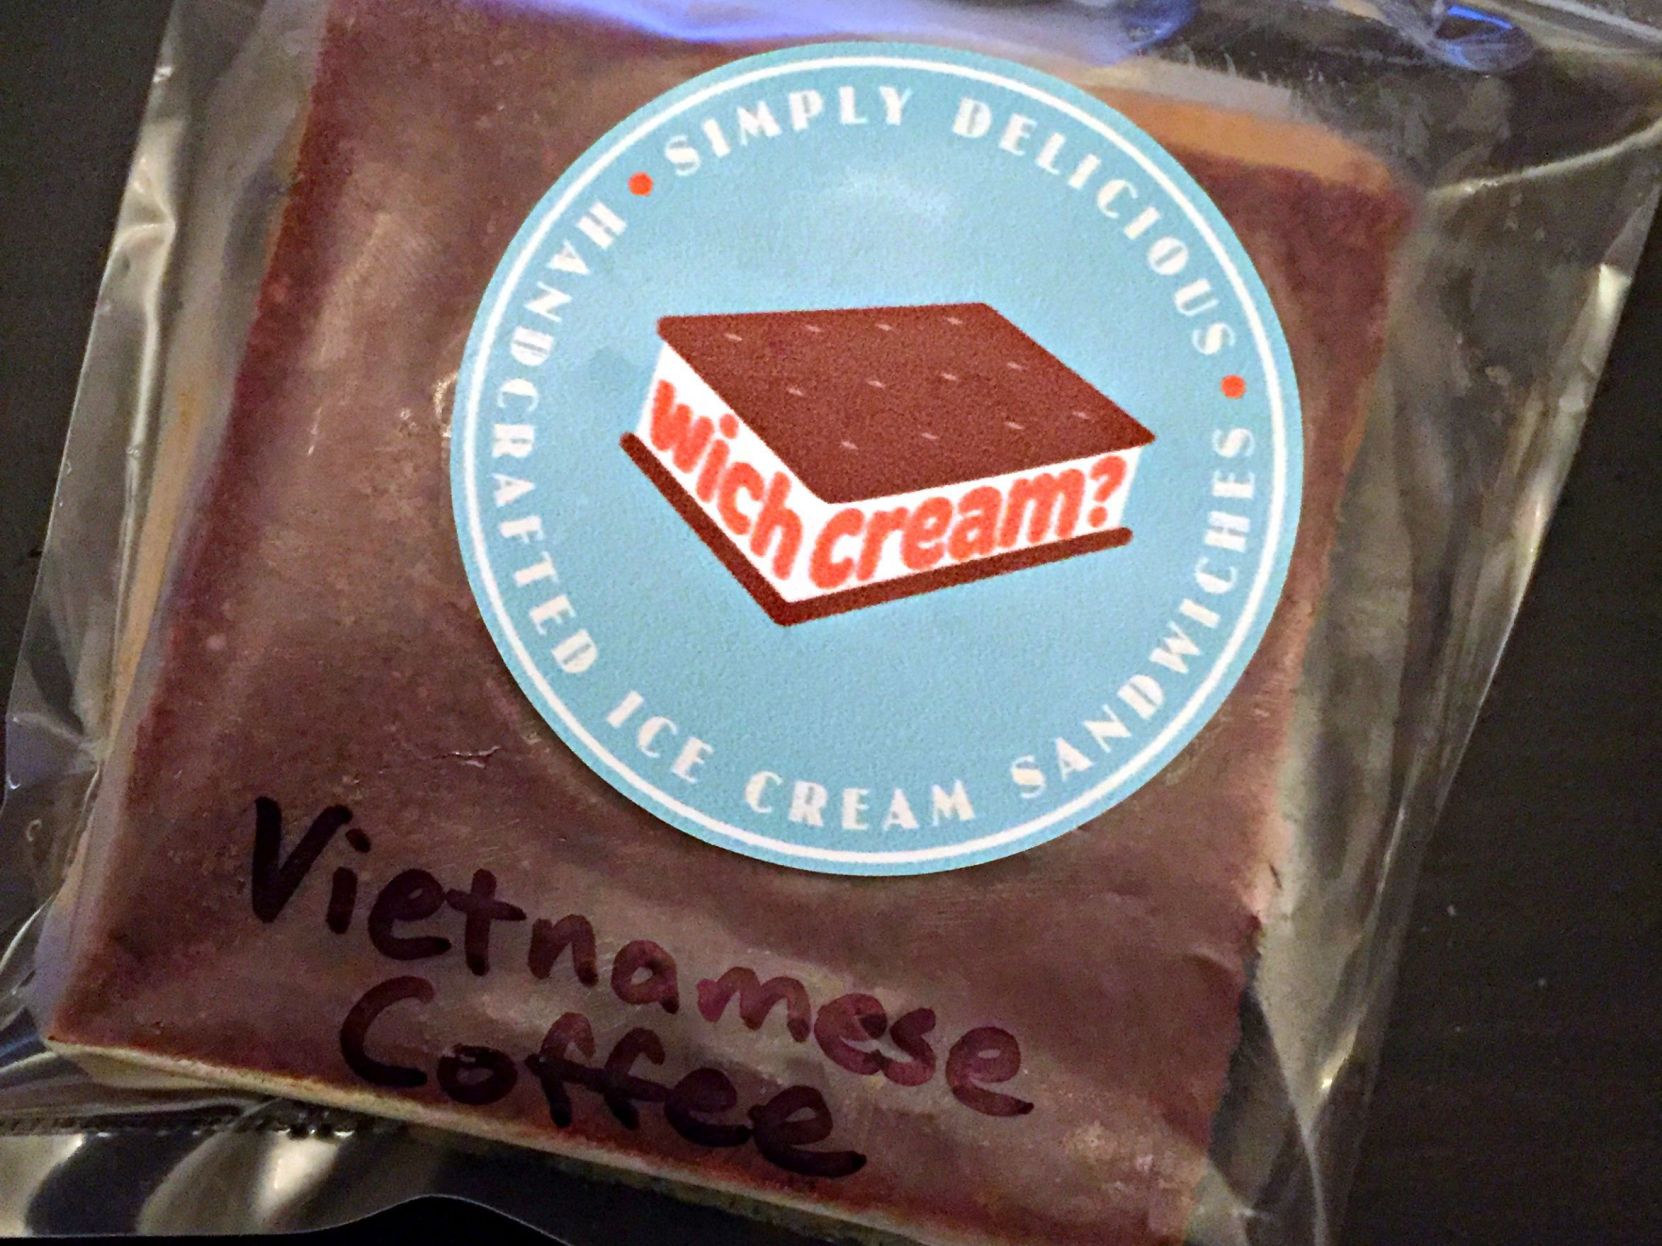 SIMPLY DELICIOUS
HANDCRAFTED ICE CREAM SANDWICHES
wich cream?
Vietnamese
Coffee